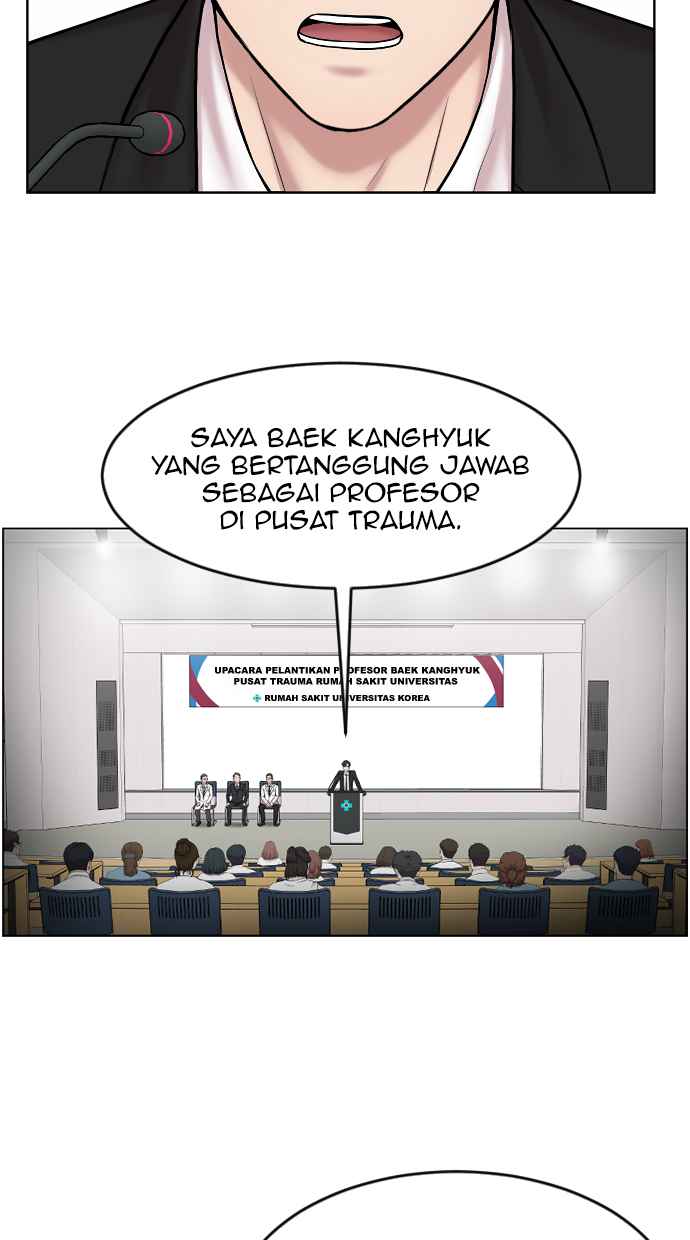 SAYA BAEK KANGHYUK
YANG BERTANGGUNG JAWAB
SEBAGAI PROFESOR
DI PUSAT TRAUMA.
UPACARA PELANTIKAN PROFESOR BAEK KANGHYUK
PUSAT TRAUMA RUMAH SAKIT UNIVERSITAS
RUMAH SAKIT UNIVERSITAS KOREA